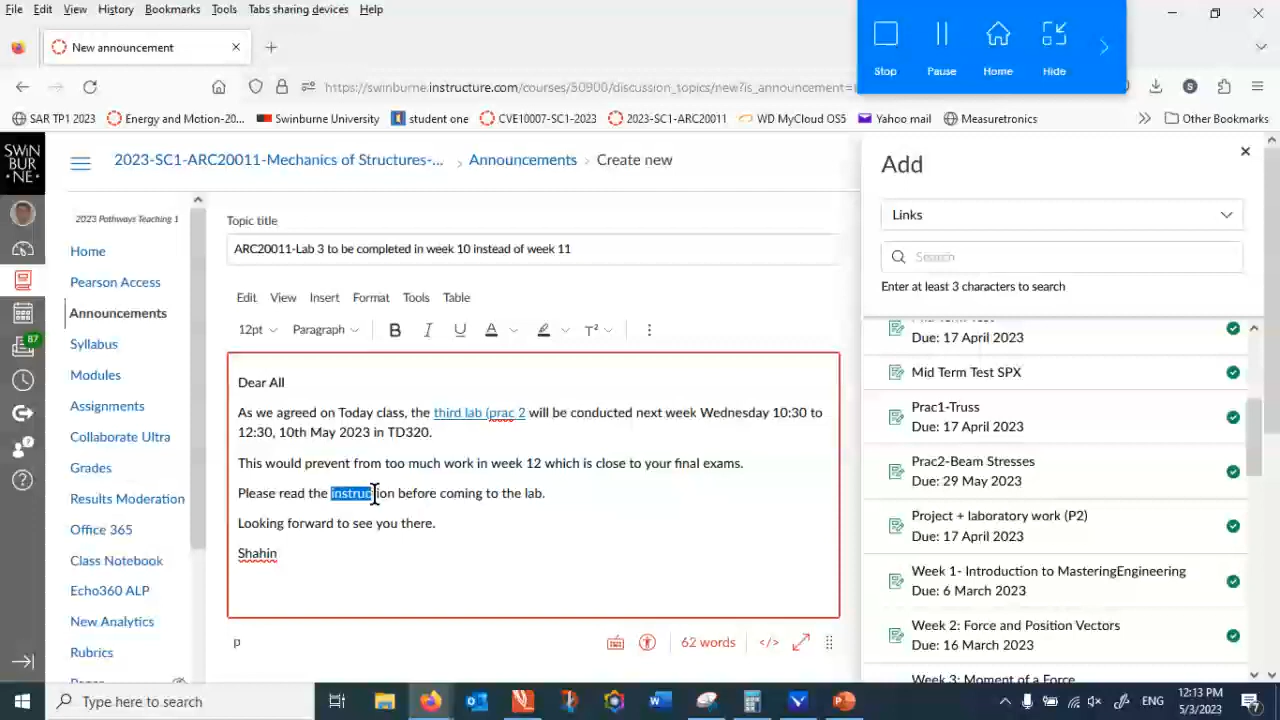 File Edit View History Bookmarks Tools Tabs sharing devices Help
Stop Pause Home Hide
New announcement
https://swinburne.instructure.com/courses/50900/discussion_topics/new?is_announcement=
SAR TP1 2023 Energy and Motion-20... Swinburne University student one CVE10007-SC1-2023 2023-SC1-ARC20011 WD MyCloud OS5 Yahoo mail Measuretronics Other Bookmarks
SWIN
BUR
NE
2023-SC1-ARC20011-Mechanics of Structures-... Announcements Create new
2023 Pathways Teaching 1
Home
Pearson Access
Announcements
Syllabus
87
Modules
Assignments
Collaborate Ultra
Grades
Results Moderation
Office 365
Class Notebook
Echo360 ALP
New Analytics
Rubrics
Topic title
ARC20011-Lab 3 to be completed in week 10 instead of week 11
Edit View Insert Format Tools Table
12pt Paragraph B I U A T²
Dear All
As we agreed on Today class, the third lab (prac 2 will be conducted next week Wednesday 10:30 to
12:30, 10th May 2023 in TD320.
This would prevent from too much work in week 12 which is close to your final exams.
Please read the instruction before coming to the lab.
Looking forward to see you there.
Shahin
p 62 words </>
Add
Links
Search
Enter at least 3 characters to search
Due: 17 April 2023
Mid Term Test SPX
Prac1-Truss
Due: 17 April 2023
Prac2-Beam Stresses
Due: 29 May 2023
Project + laboratory work (P2)
Due: 17 April 2023
Week 1- Introduction to MasteringEngineering
Due: 6 March 2023
Week 2: Force and Position Vectors
Due: 16 March 2023
Week 3: Moment of a Force
Type here to search
ENG
12:13 PM
5/3/2023